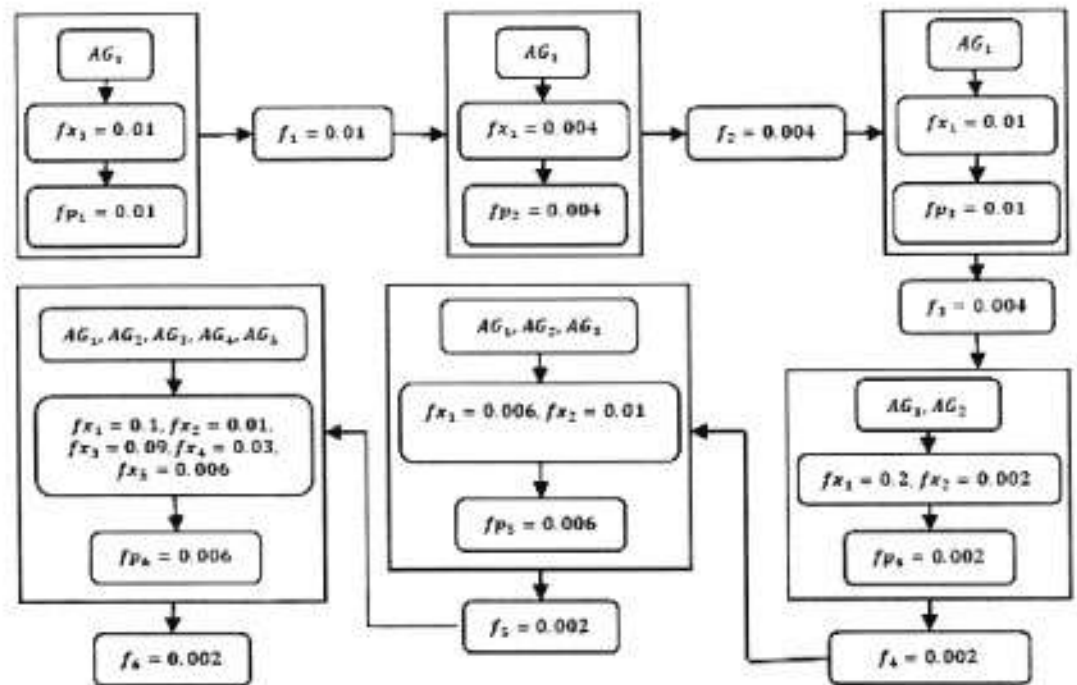 AG₁
fx₁ = 0.01
fp₁ = 0.01
f₁ = 0.01
AG₁
fx₁ = 0.004
fp₂ = 0.004
f₂ = 0.004
AG₁
fx₁ = 0.01
fp₃ = 0.01
f₃ = 0.004
AG₁, AG₂
fx₁ = 0.2, fx₂ = 0.002
fp₄ = 0.002
f₄ = 0.002
AG₁, AG₂, AG₃
fx₁ = 0.006, fx₂ = 0.01
fp₅ = 0.006
f₅ = 0.002
AG₁, AG₂, AG₃, AG₄, AG₅
fx₁ = 0.1, fx₂ = 0.01,
fx₃ = 0.09, fx₄ = 0.03,
fx₅ = 0.006
fp₆ = 0.006
f₆ = 0.002